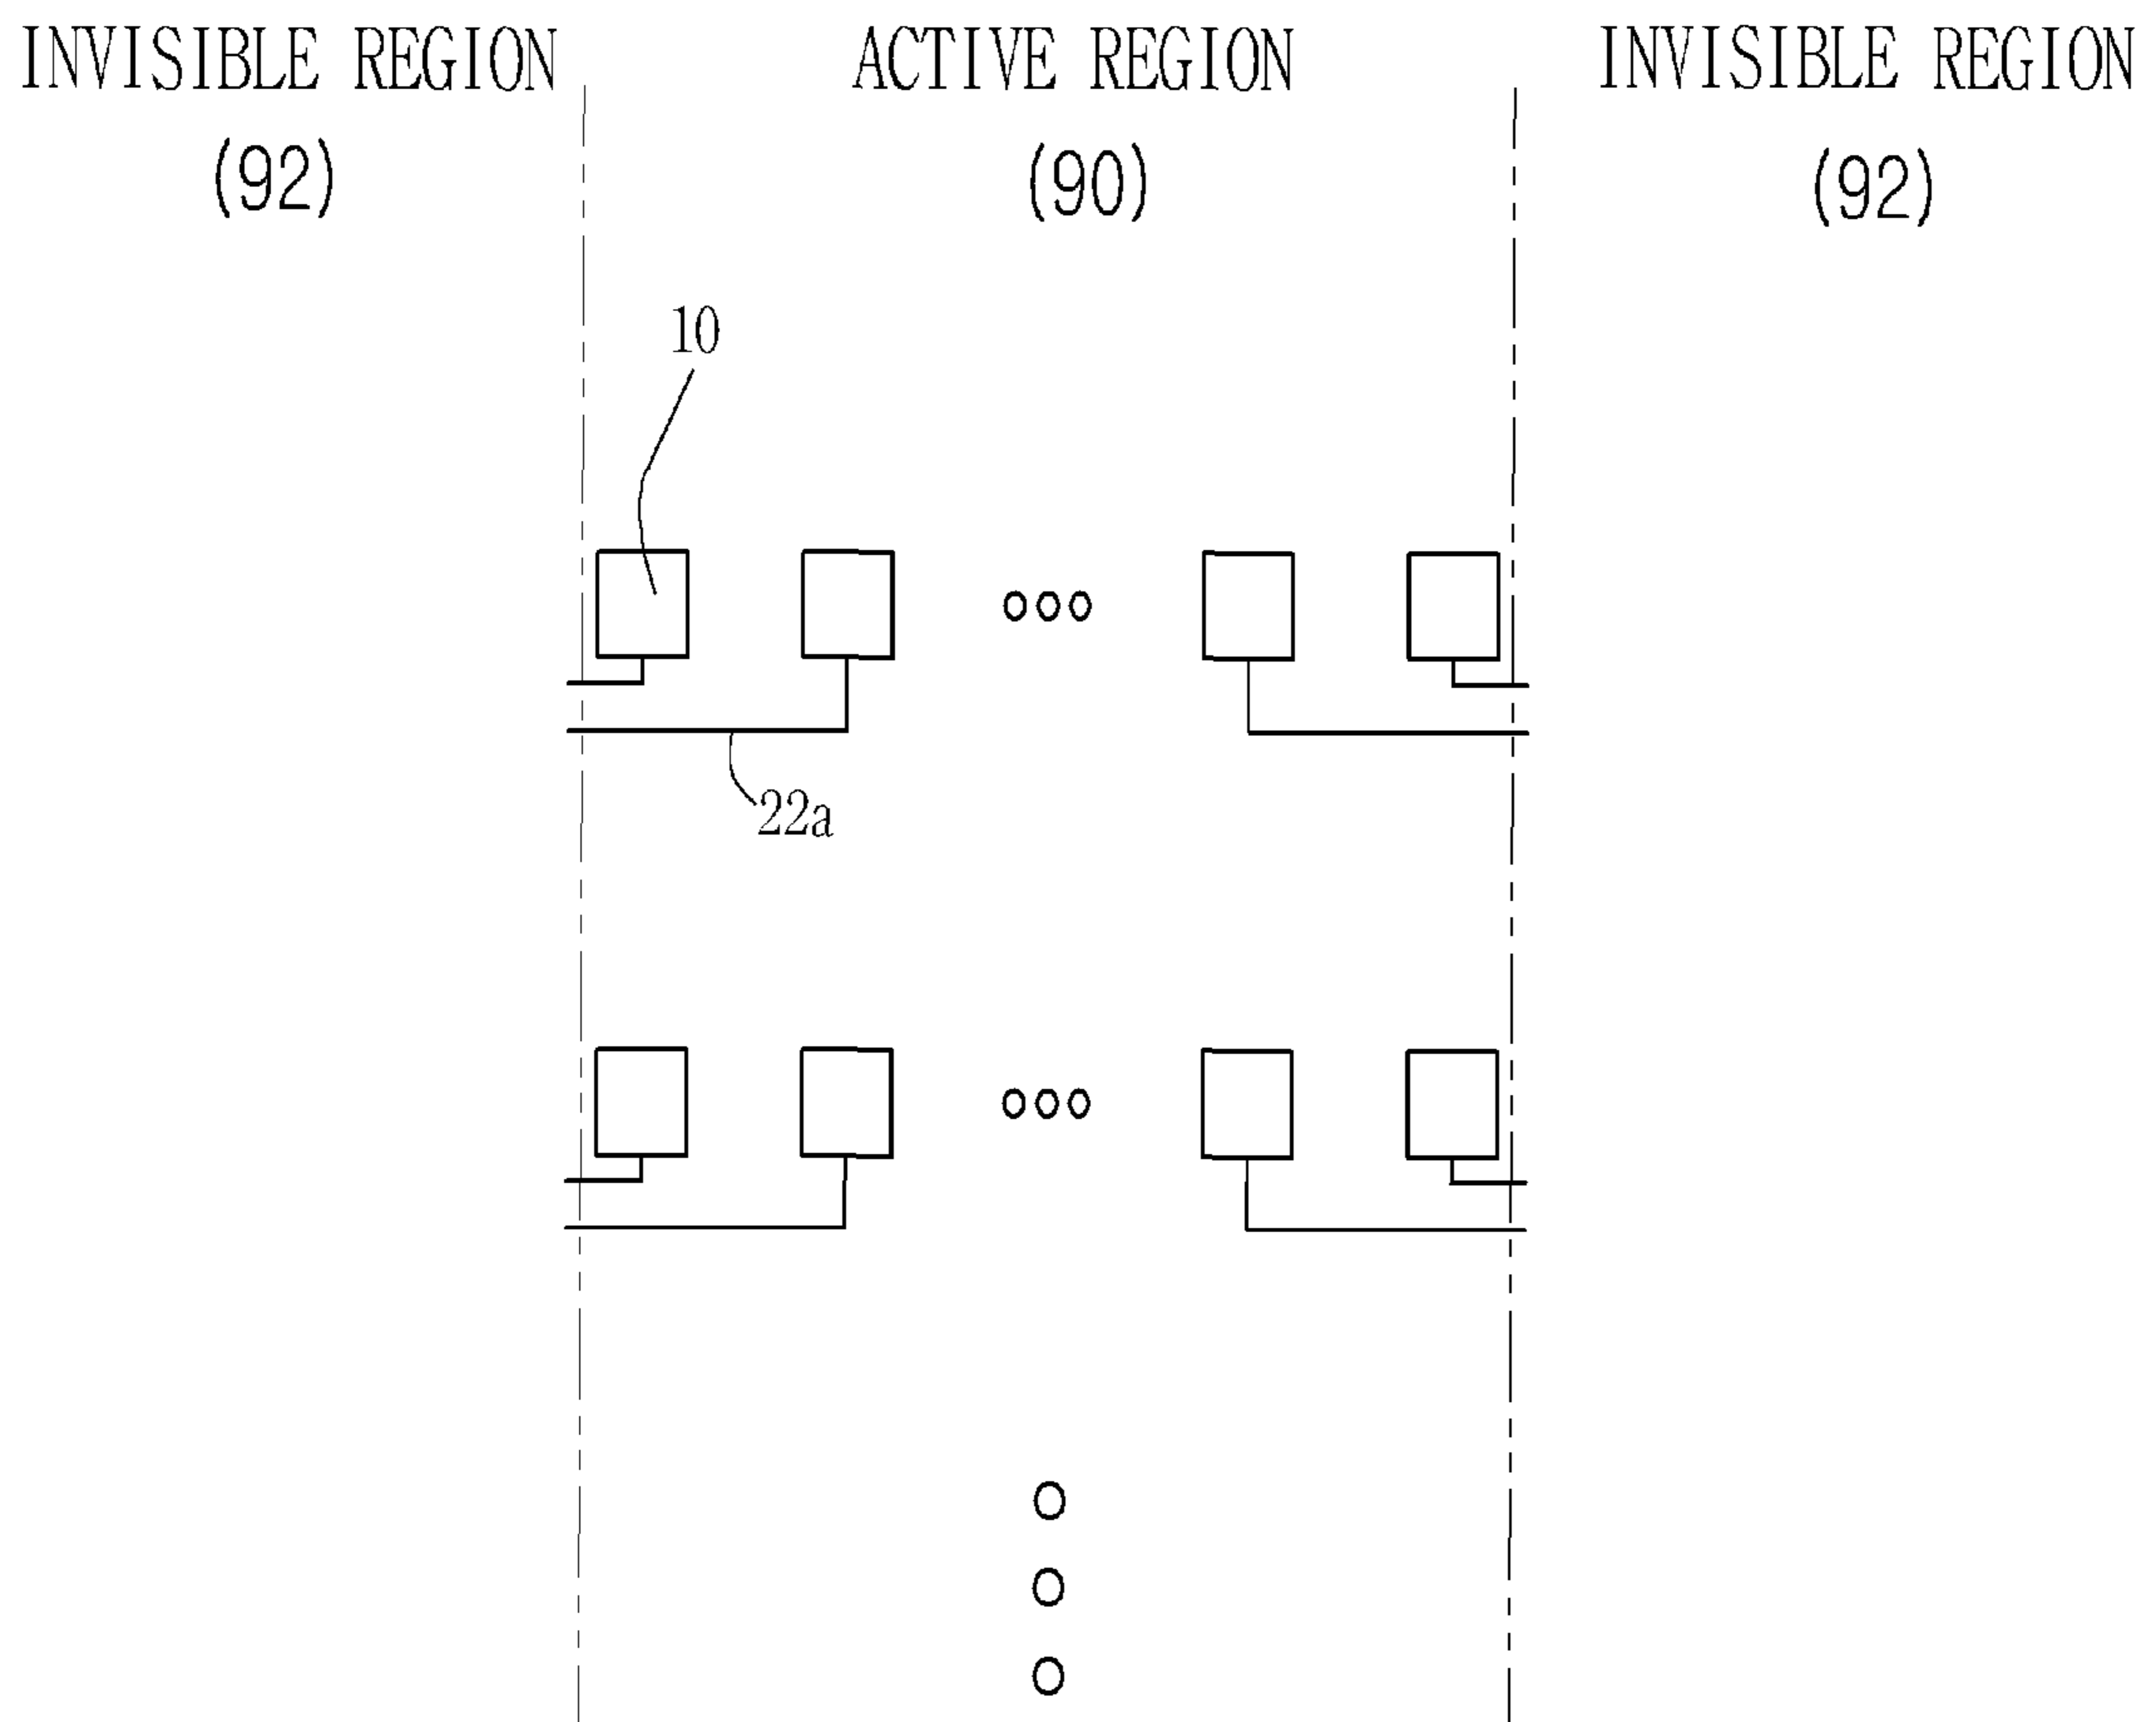 INVISIBLE REGION ACTIVE REGION INVISIBLE REGION
(92) (90) (92)
10
22a